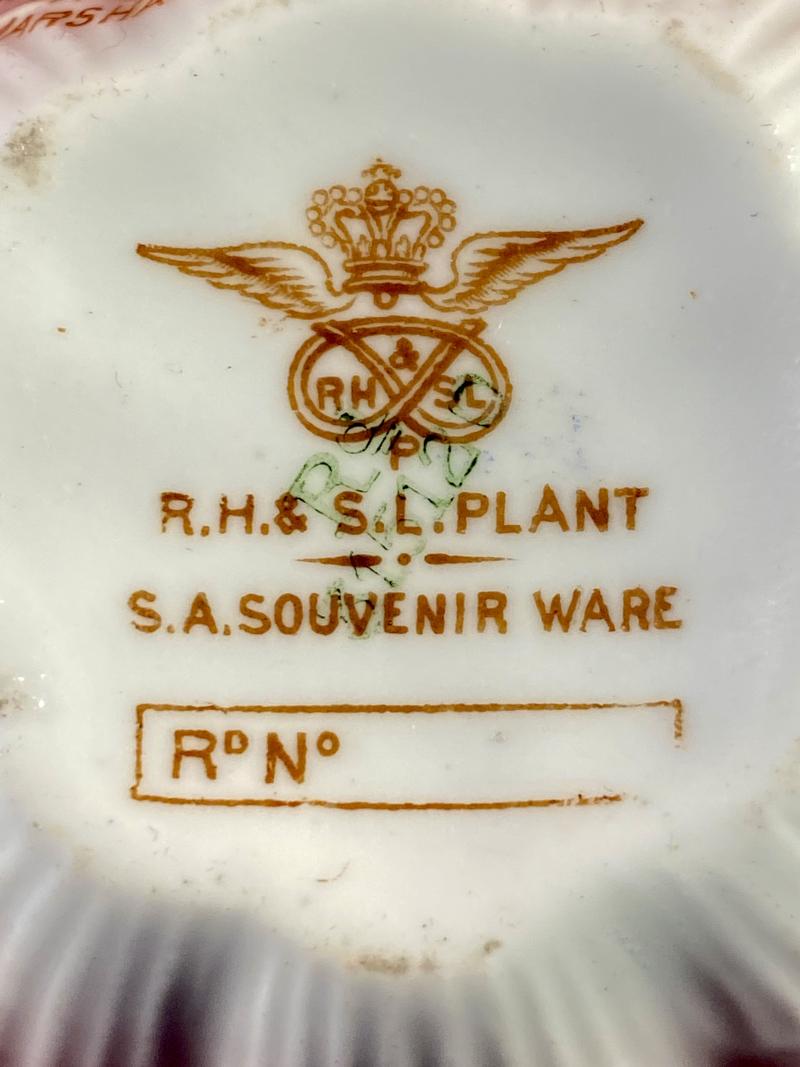 &
RH SL
P
R.H.& S.L.PLANT
S.A.SOUVENIR WARE
Rᴰ Nº